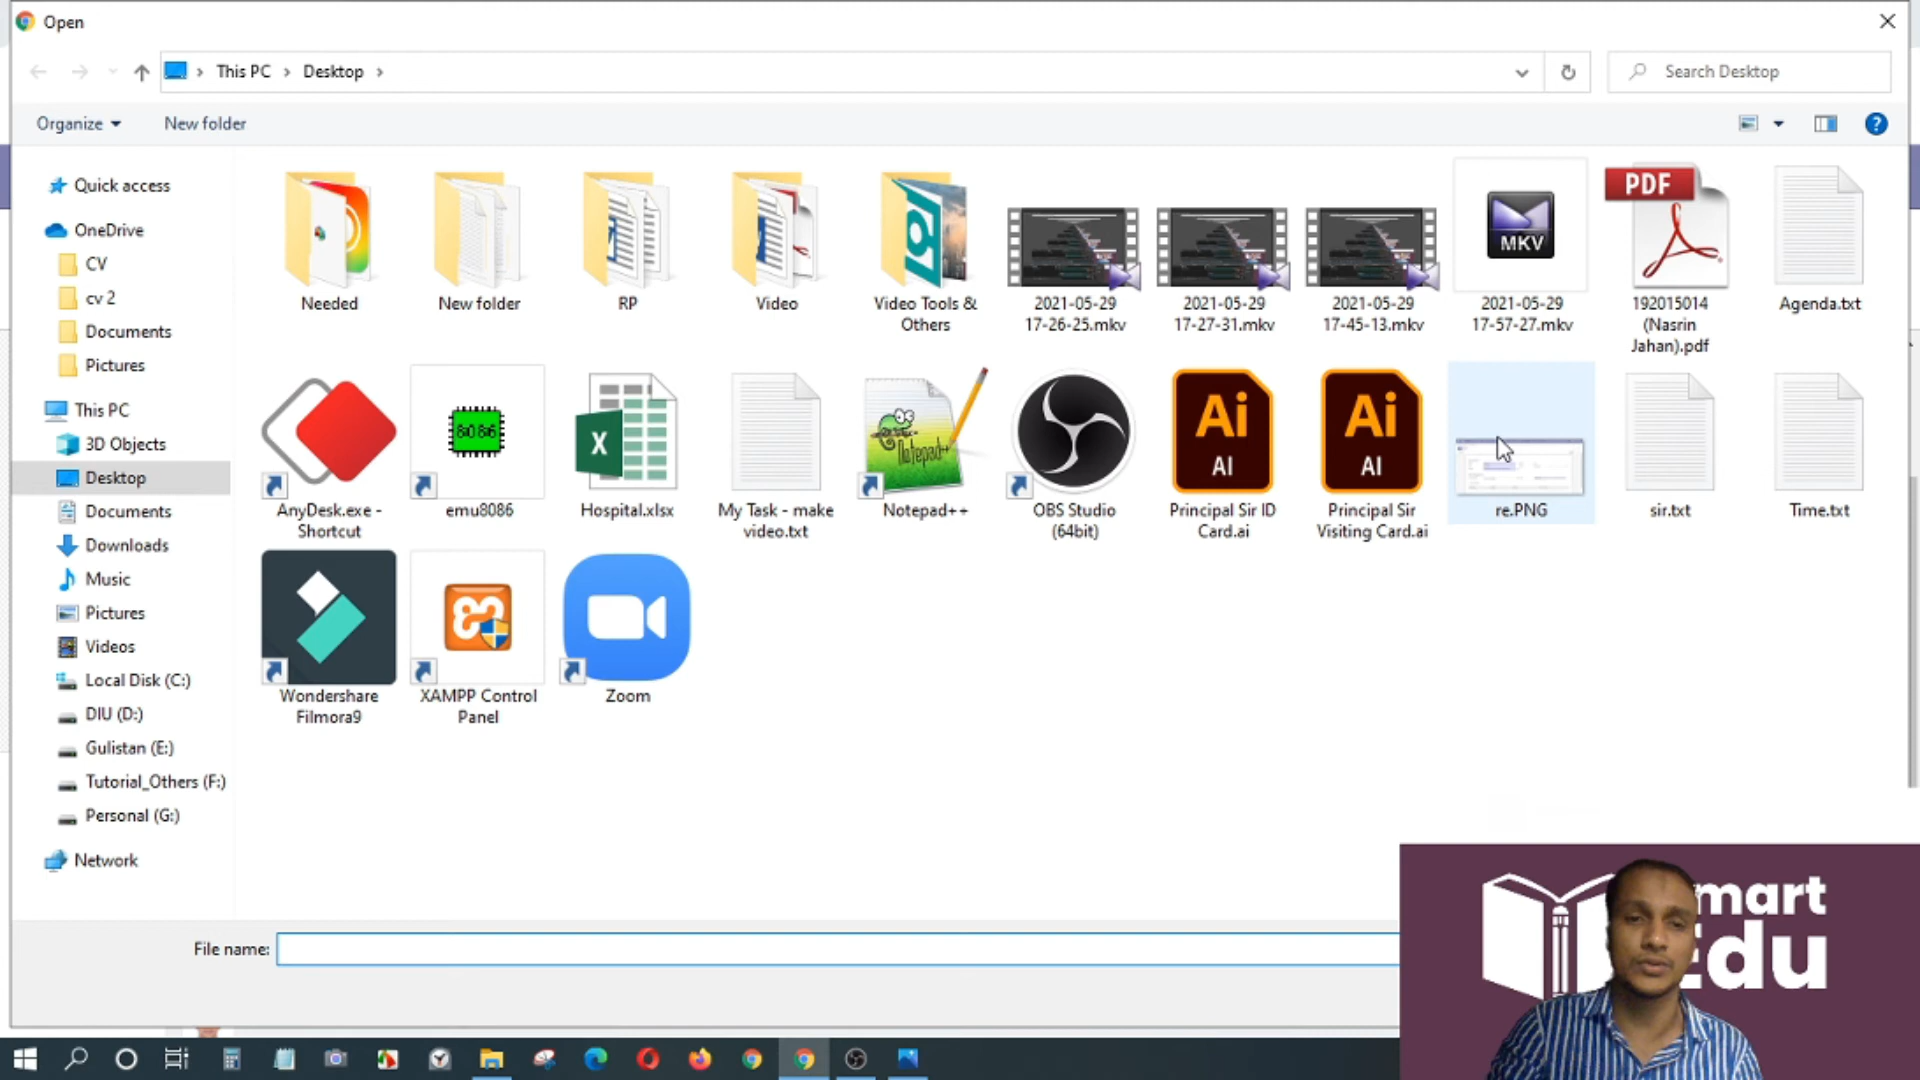 Open
This PC
Desktop
Search Desktop
Organize
New folder
Quick access
OneDrive
CV
cv 2
Documents
Pictures
This PC
3D Objects
Desktop
Documents
Downloads
Music
Pictures
Videos
Local Disk (C:)
DIU (D:)
Gulistan (E:)
Tutorial_Others (F:)
Personal (G:)
Network
Needed
New folder
RP
Video
Video Tools &
Others
2021-05-29
17-26-25.mkv
2021-05-29
17-27-31.mkv
2021-05-29
17-45-13.mkv
MKV
2021-05-29
17-57-27.mkv
PDF
192015014
(Nasrin
Jahan).pdf
Agenda.txt
AnyDesk.exe -
Shortcut
8086
emu8086
X
Hospital.xlsx
My Task - make
video.txt
Notepad++
Notepad++
OBS Studio
(64bit)
Ai
AI
Principal Sir ID
Card.ai
Ai
AI
Principal Sir
Visiting Card.ai
re.PNG
sir.txt
Time.txt
Wondershare
Filmora9
XAMPP Control
Panel
Zoom
File name:
mart
Edu